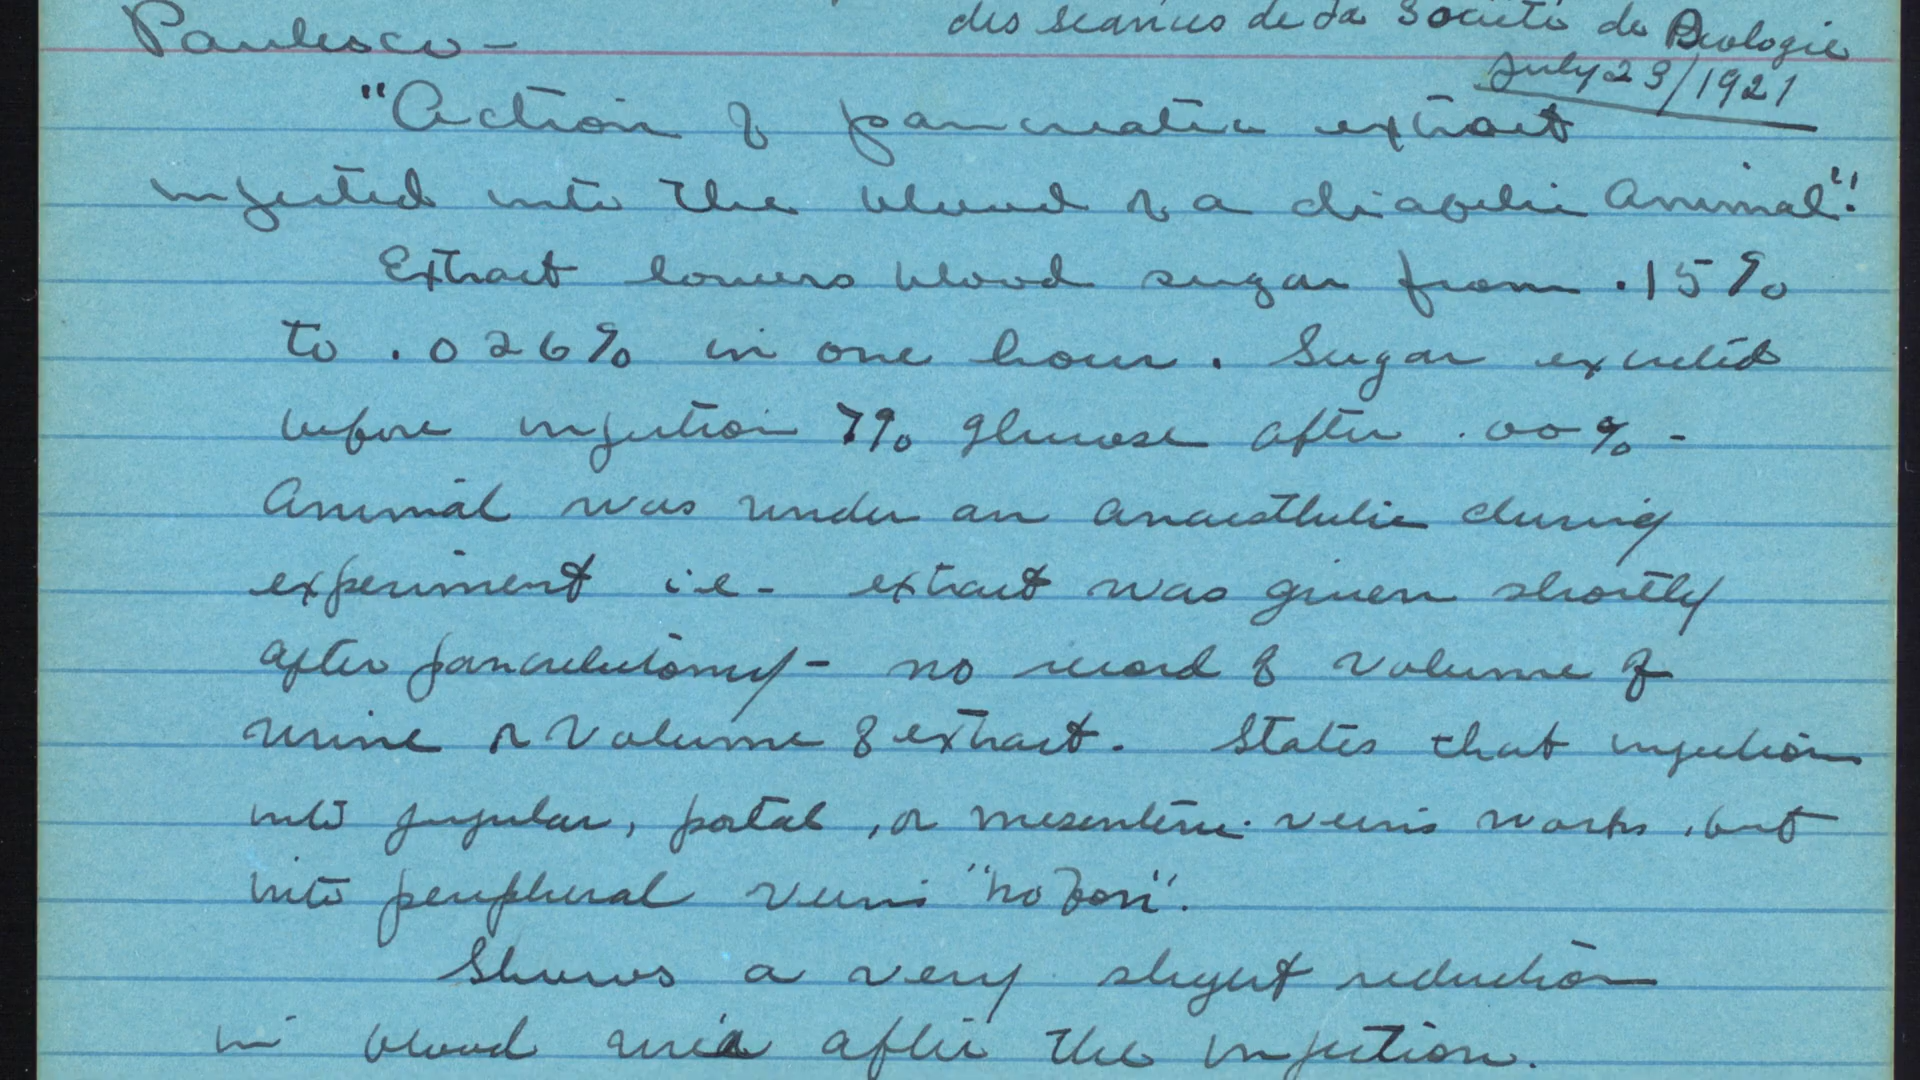 des seances de la Societé de Biologie
Paulesco -
July 23/1921
"Action of pancreatic extract
injected into the blood of a diabetic animal".
Extract lowers blood sugar from .15%
to .026% in one hour. Sugar excreted
before injection 7% glucose after .00% -
Animal was under an anaesthetic during
experiment i.e - extract was given shortly
after pancreatectomy - no record of volume of
urine or volume of extract. States that injection
into jugular, portal, or mesenteric veins works, but
into peripheral veins "no bon".
Shows a very slight reduction
in blood urea after the injection.